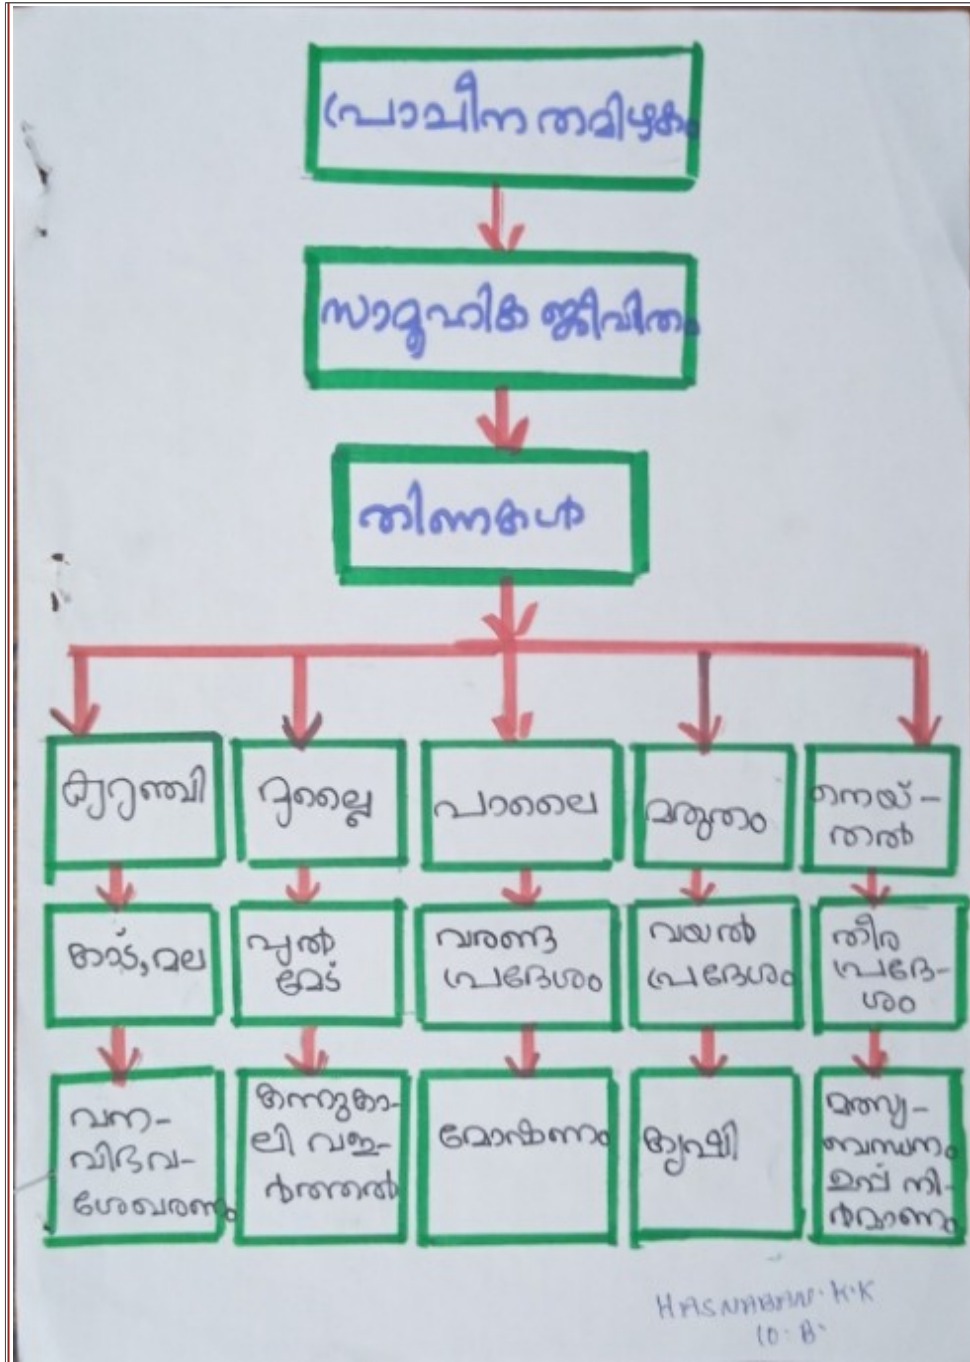 പ്രാചീന തമിഴകം
സാമൂഹിക ജീവിതം
തിണകൾ
കുറുഞ്ചി
മുല്ലൈ
പാലൈ
മരുതം
നെയ്-
തൽ
കാട്, മല
പുൽ
മേട്
വരണ്ട
പ്രദേശം
വയൽ
പ്രദേശം
തീര
പ്രദേ-
ശം
വന-
വിഭവ-
ശേഖരണം
കന്നുകാ-
ലി വള-
ർത്തൽ
മോഷണം
കൃഷി
മത്സ്യ-
ബന്ധനം
ഉപ്പ് നി-
ർമാണം
HASNABAN.K.K
10.B.